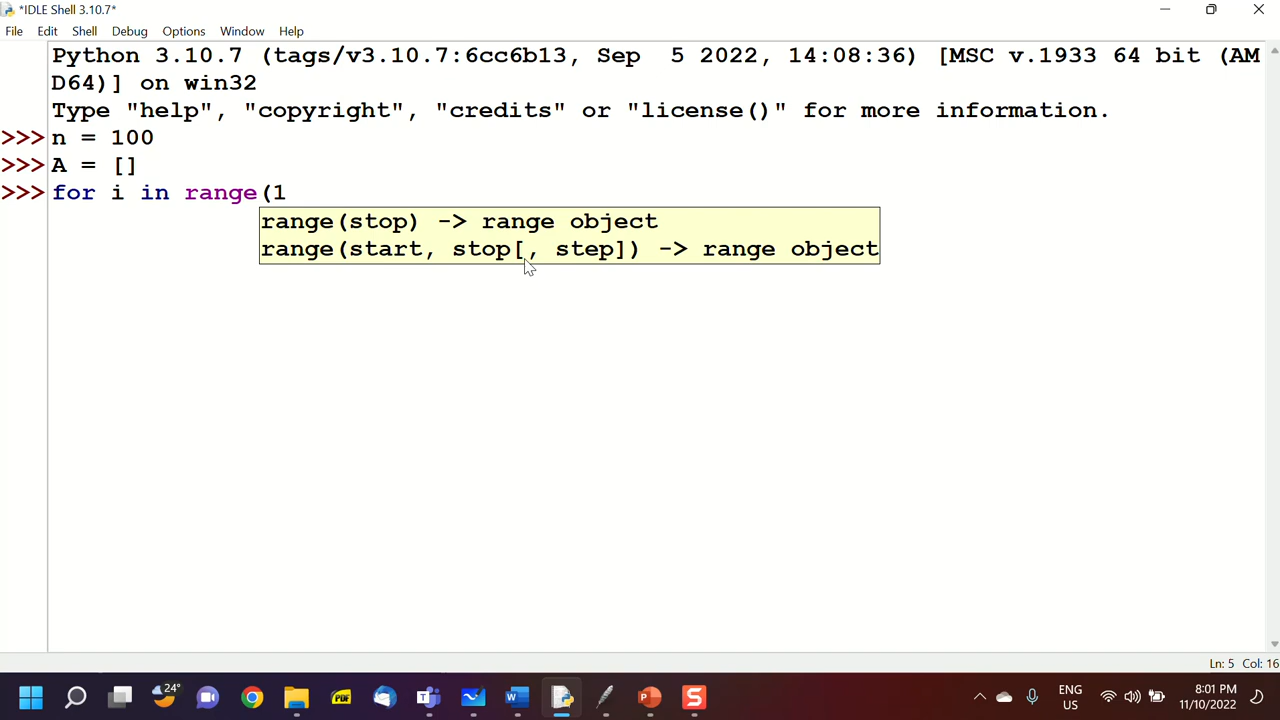 *IDLE Shell 3.10.7*
File Edit Shell Debug Options Window Help
Python 3.10.7 (tags/v3.10.7:6cc6b13, Sep  5 2022, 14:08:36) [MSC v.1933 64 bit (AM
D64)] on win32
Type "help", "copyright", "credits" or "license()" for more information.
>>> n = 100
>>> A = []
>>> for i in range(1
range(stop) -> range object
range(start, stop[, step]) -> range object
Ln: 5 Col: 16
24°
PDF
T
W
P
S
ENG
US
8:01 PM
11/10/2022